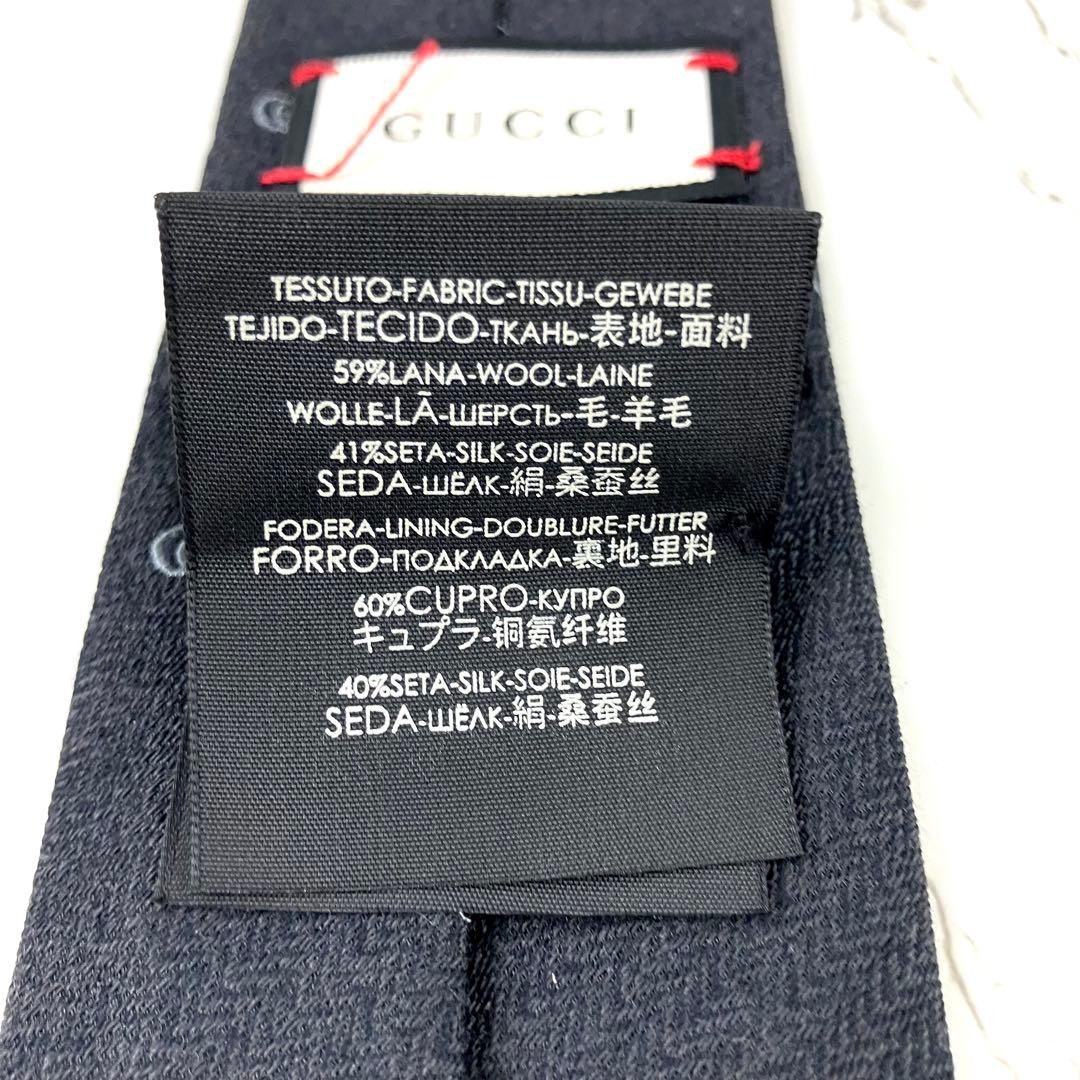 GUCCI
TESSUTO-FABRIC-TISSU-GEWEBE
TEJIDO-TECIDO-ТКАНЬ-表地-面料
59%LANA-WOOL-LAINE
WOLLE-LÃ-ШЕРСТЬ-毛-羊毛
41%SETA-SILK-SOIE-SEIDE
SEDA-ШЁЛК-絹-桑蚕丝
FODERA-LINING-DOUBLURE-FUTTER
FORRO-ПОДКЛАДКА-裏地-里料
60%CUPRO-КУПРО
キュプラ-铜氨纤维
40%SETA-SILK-SOIE-SEIDE
SEDA-ШЁЛК-絹-桑蚕丝